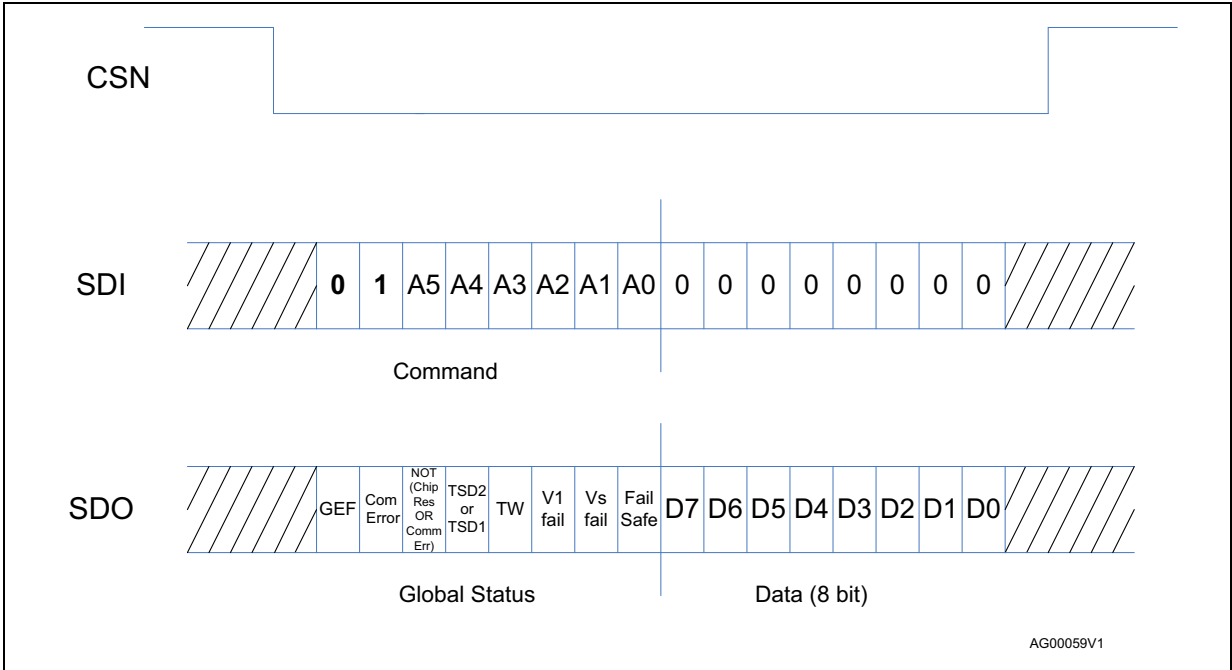 CSN
SDI
0 1 A5 A4 A3 A2 A1 A0 0 0 0 0 0 0 0 0
Command
SDO
GEF
Com
Error
NOT
(Chip
Res
OR
Comm
Err)
TSD2
or
TSD1
TW
V1
fail
Vs
fail
Fail
Safe
D7 D6 D5 D4 D3 D2 D1 D0
Global Status
Data (8 bit)
AG00059V1